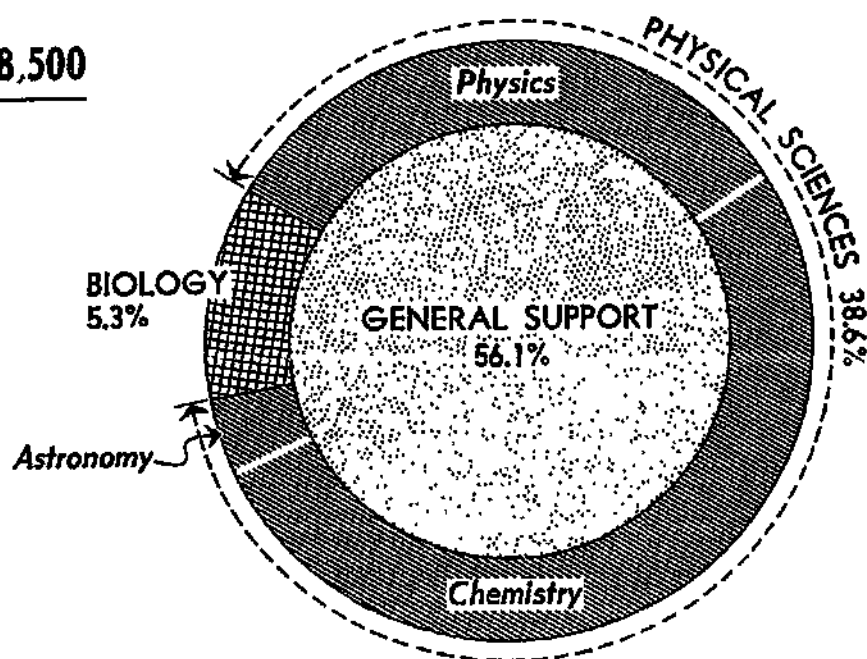 8,500
Physics
PHYSICAL SCIENCES 38.6%
BIOLOGY
5.3%
GENERAL SUPPORT
56.1%
Astronomy
Chemistry